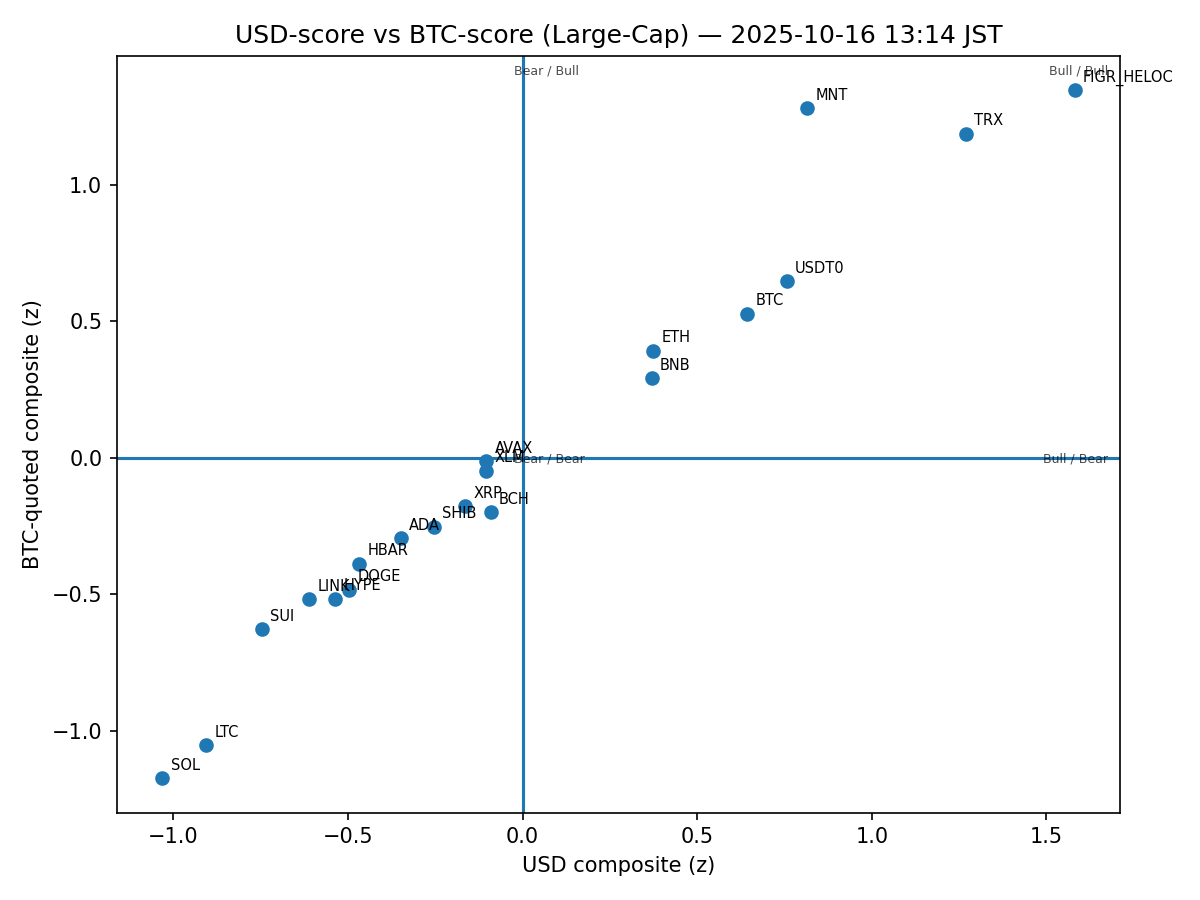 USD-score vs BTC-score (Large-Cap) — 2025-10-16 13:14 JST
Bear / Bull
Bull / Bull
FIGR_HELOC
MNT
TRX
1.0
USDT0
BTC
0.5
ETH
BNB
AVAX
XLM
0.0
Bear / Bear
Bull / Bear
XRP
BCH
SHIB
ADA
HBAR
DOGE
LINK
HYPE
−0.5
SUI
−1.0
LTC
SOL
−1.0
−0.5
0.0
0.5
1.0
1.5
USD composite (z)
BTC-quoted composite (z)